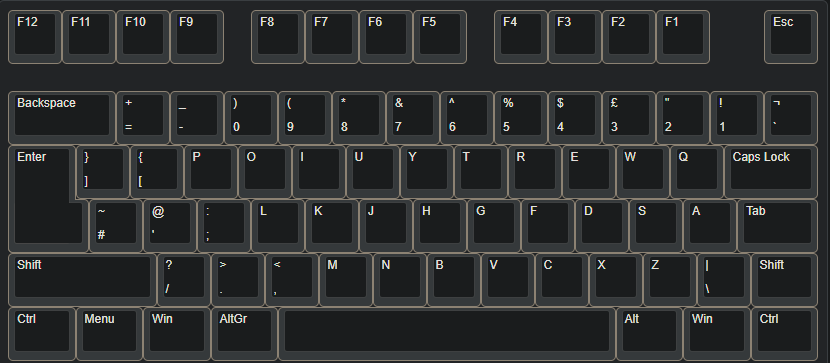 F12 F11 F10 F9 F8 F7 F6 F5 F4 F3 F2 F1 Esc
Backspace + _ ) ( * & ^ % $ £ " ! ¬
= - 0 9 8 7 6 5 4 3 2 1 `
Enter } { P O I U Y T R E W Q Caps Lock
] [
~ @ : L K J H G F D S A Tab
# ' ;
Shift ? > < M N B V C X Z | Shift
/ . , \
Ctrl Menu Win AltGr Alt Win Ctrl